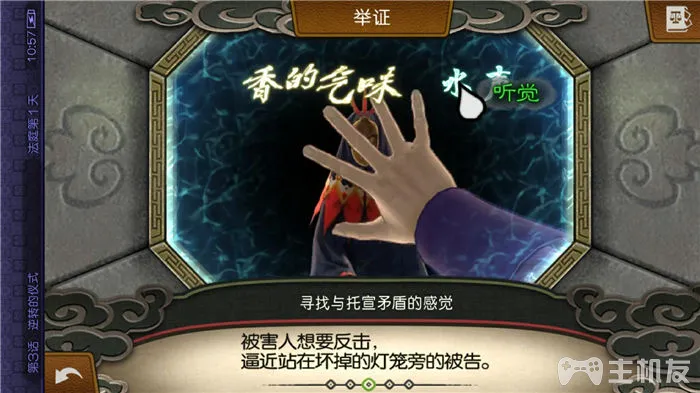 举证
10:57
法庭第1天
第3话 逆转的仪式
香的气味
水
听觉
寻找与托宣矛盾的感觉
被害人想要反击，
逼近站在坏掉的灯笼旁的被告。
主机友